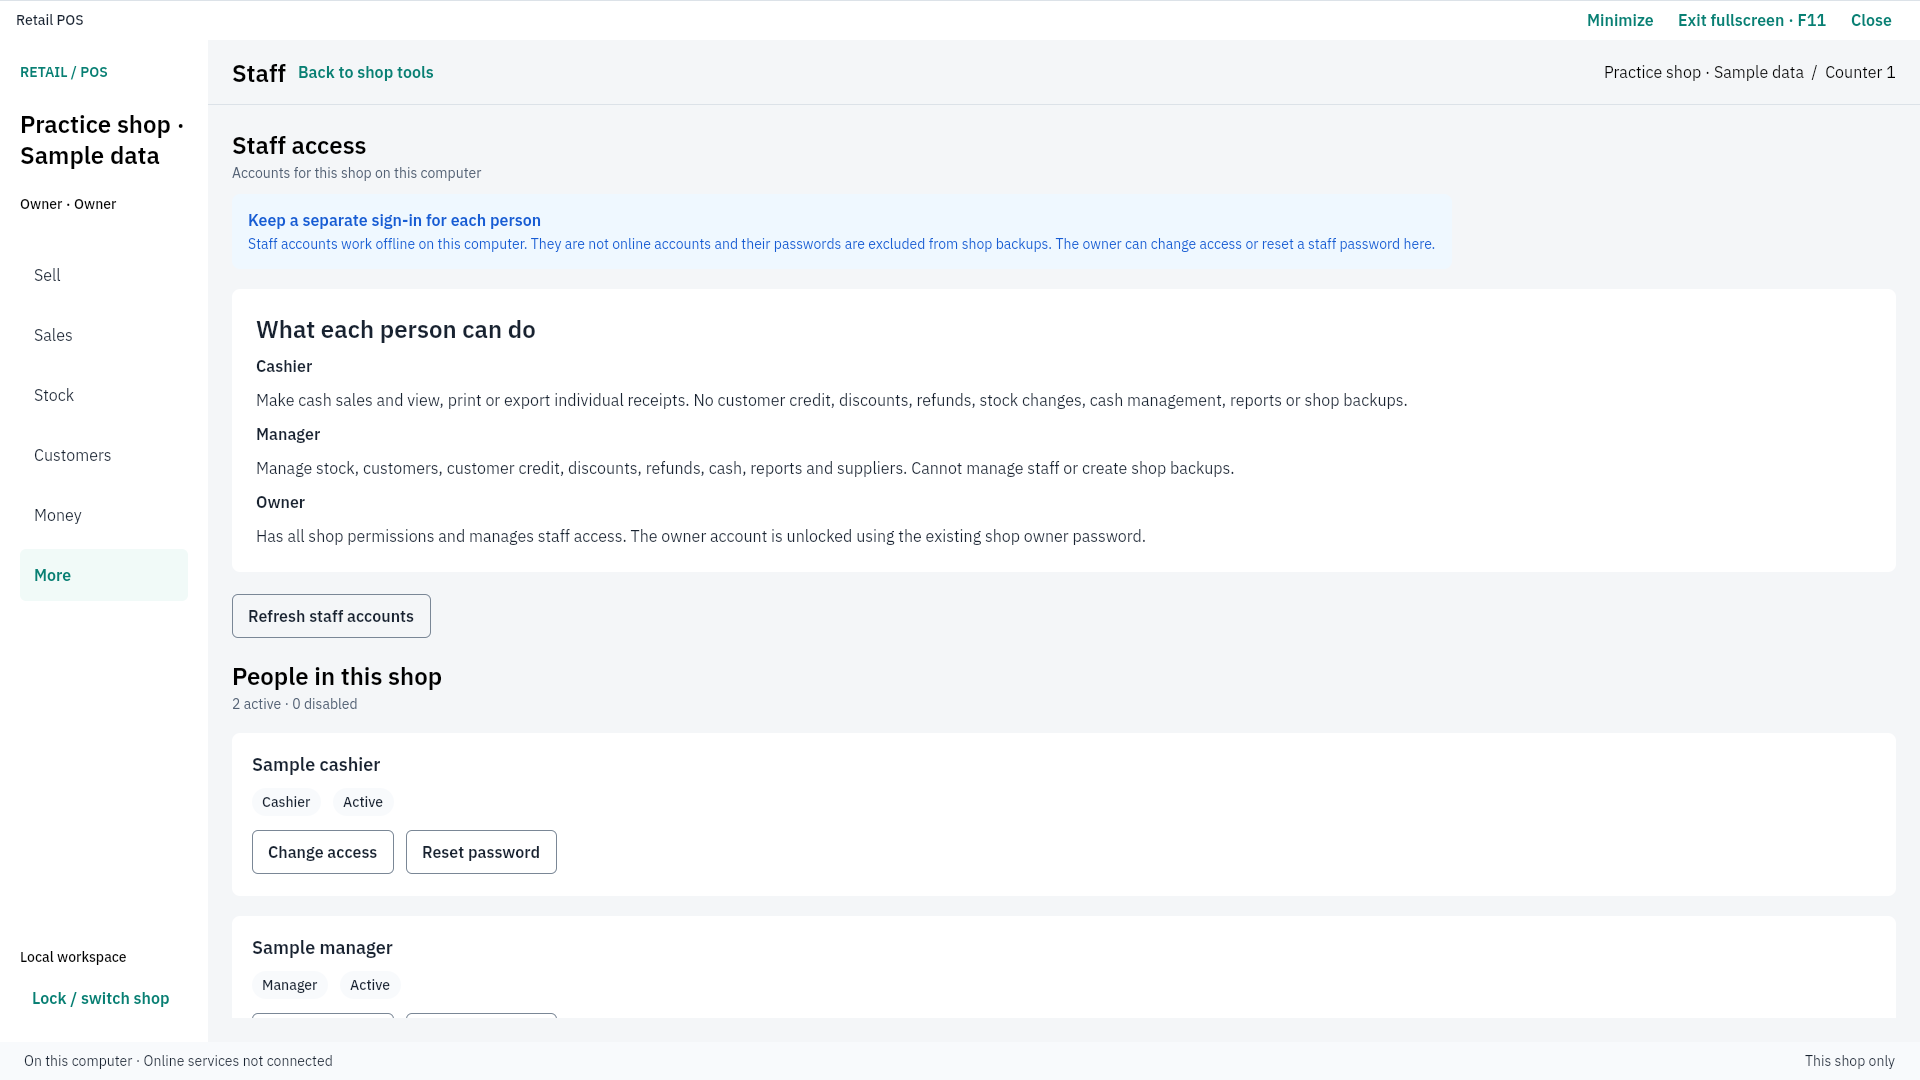 Retail POS
Minimize
Exit fullscreen · F11
Close
RETAIL / POS
Practice shop ·
Sample data
Owner · Owner
Sell
Sales
Stock
Customers
Money
More
Local workspace
Lock / switch shop
Staff
Back to shop tools
Practice shop · Sample data / Counter 1
Staff access
Accounts for this shop on this computer
Keep a separate sign-in for each person
Staff accounts work offline on this computer. They are not online accounts and their passwords are excluded from shop backups. The owner can change access or reset a staff password here.
What each person can do
Cashier
Make cash sales and view, print or export individual receipts. No customer credit, discounts, refunds, stock changes, cash management, reports or shop backups.
Manager
Manage stock, customers, customer credit, discounts, refunds, cash, reports and suppliers. Cannot manage staff or create shop backups.
Owner
Has all shop permissions and manages staff access. The owner account is unlocked using the existing shop owner password.
Refresh staff accounts
People in this shop
2 active · 0 disabled
Sample cashier
Cashier
Active
Change access
Reset password
Sample manager
Manager
Active
On this computer · Online services not connected
This shop only